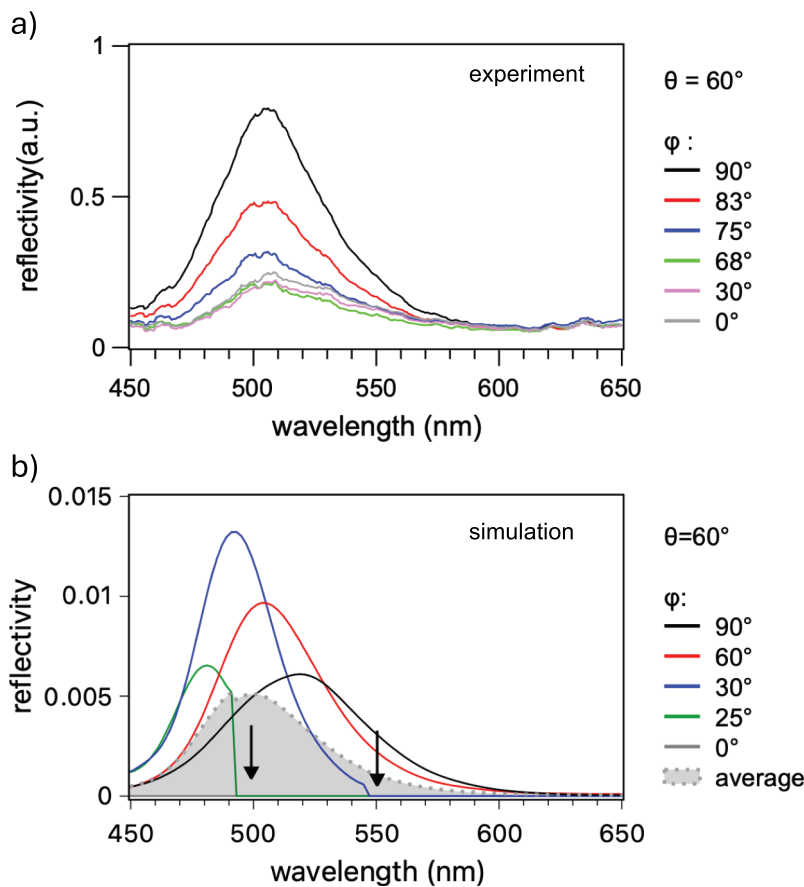 a)
1
0.5
0
reflectivity(a.u.)
experiment
450 500 550 600 650
wavelength (nm)
θ = 60°
φ :
90°
83°
75°
68°
30°
0°
b)
0.015
0.01
0.005
0
reflectivity
simulation
450 500 550 600 650
wavelength (nm)
θ=60°
φ:
90°
60°
30°
25°
0°
average